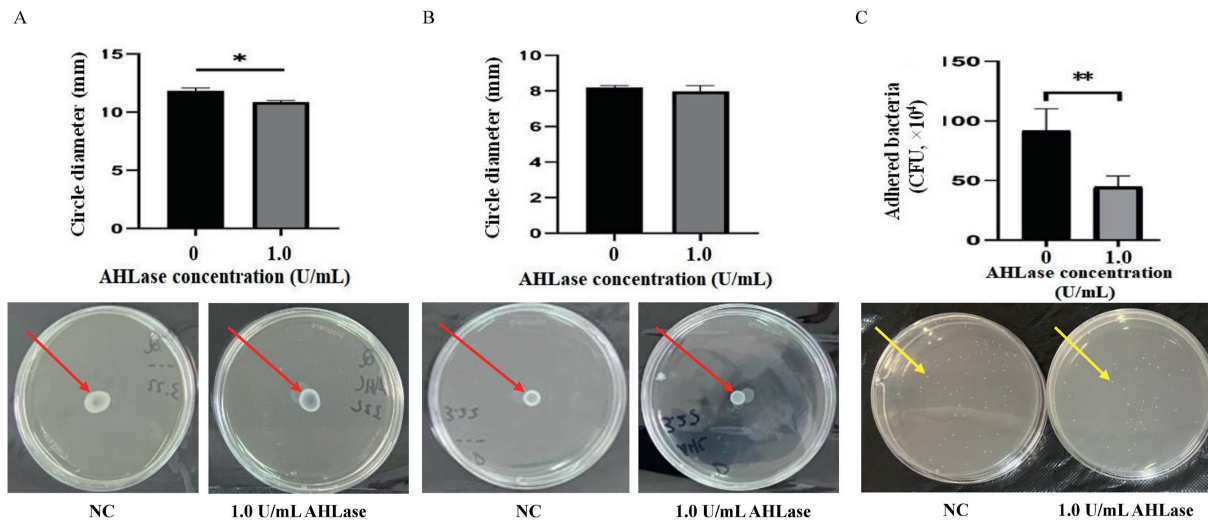 A
15
10
5
0
Circle diameter (mm)
*
0
1.0
AHLase concentration (U/mL)
NC
1.0 U/mL AHLase
B
10
8
6
4
2
0
Circle diameter (mm)
0
1.0
AHLase concentration (U/mL)
NC
1.0 U/mL AHLase
C
150
100
50
0
Adhered bacteria
(CFU, ×10⁴)
**
0
1.0
AHLase concentration
(U/mL)
NC
1.0 U/mL AHLase